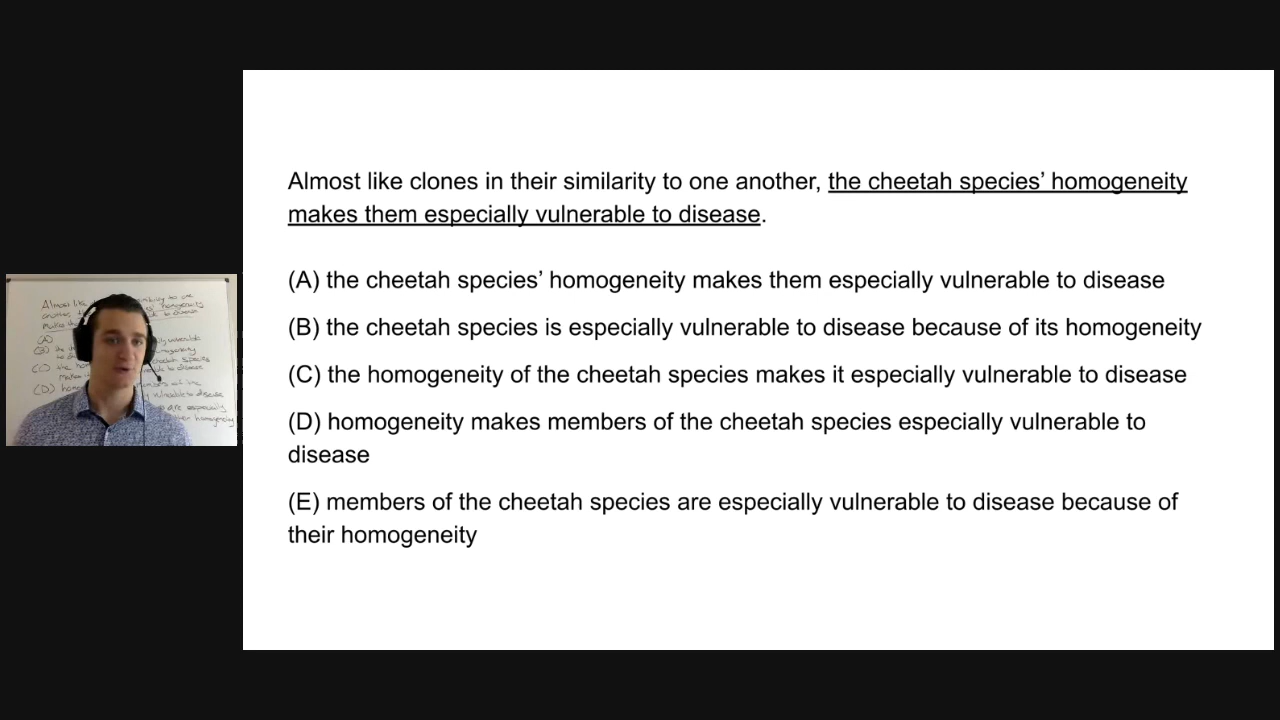 Almost like clones in their similarity to one another, the cheetah species’ homogeneity
makes them especially vulnerable to disease.
(A) the cheetah species’ homogeneity makes them especially vulnerable to disease
(B) the cheetah species is especially vulnerable to disease because of its homogeneity
(C) the homogeneity of the cheetah species makes it especially vulnerable to disease
(D) homogeneity makes members of the cheetah species especially vulnerable to
disease
(E) members of the cheetah species are especially vulnerable to disease because of
their homogeneity